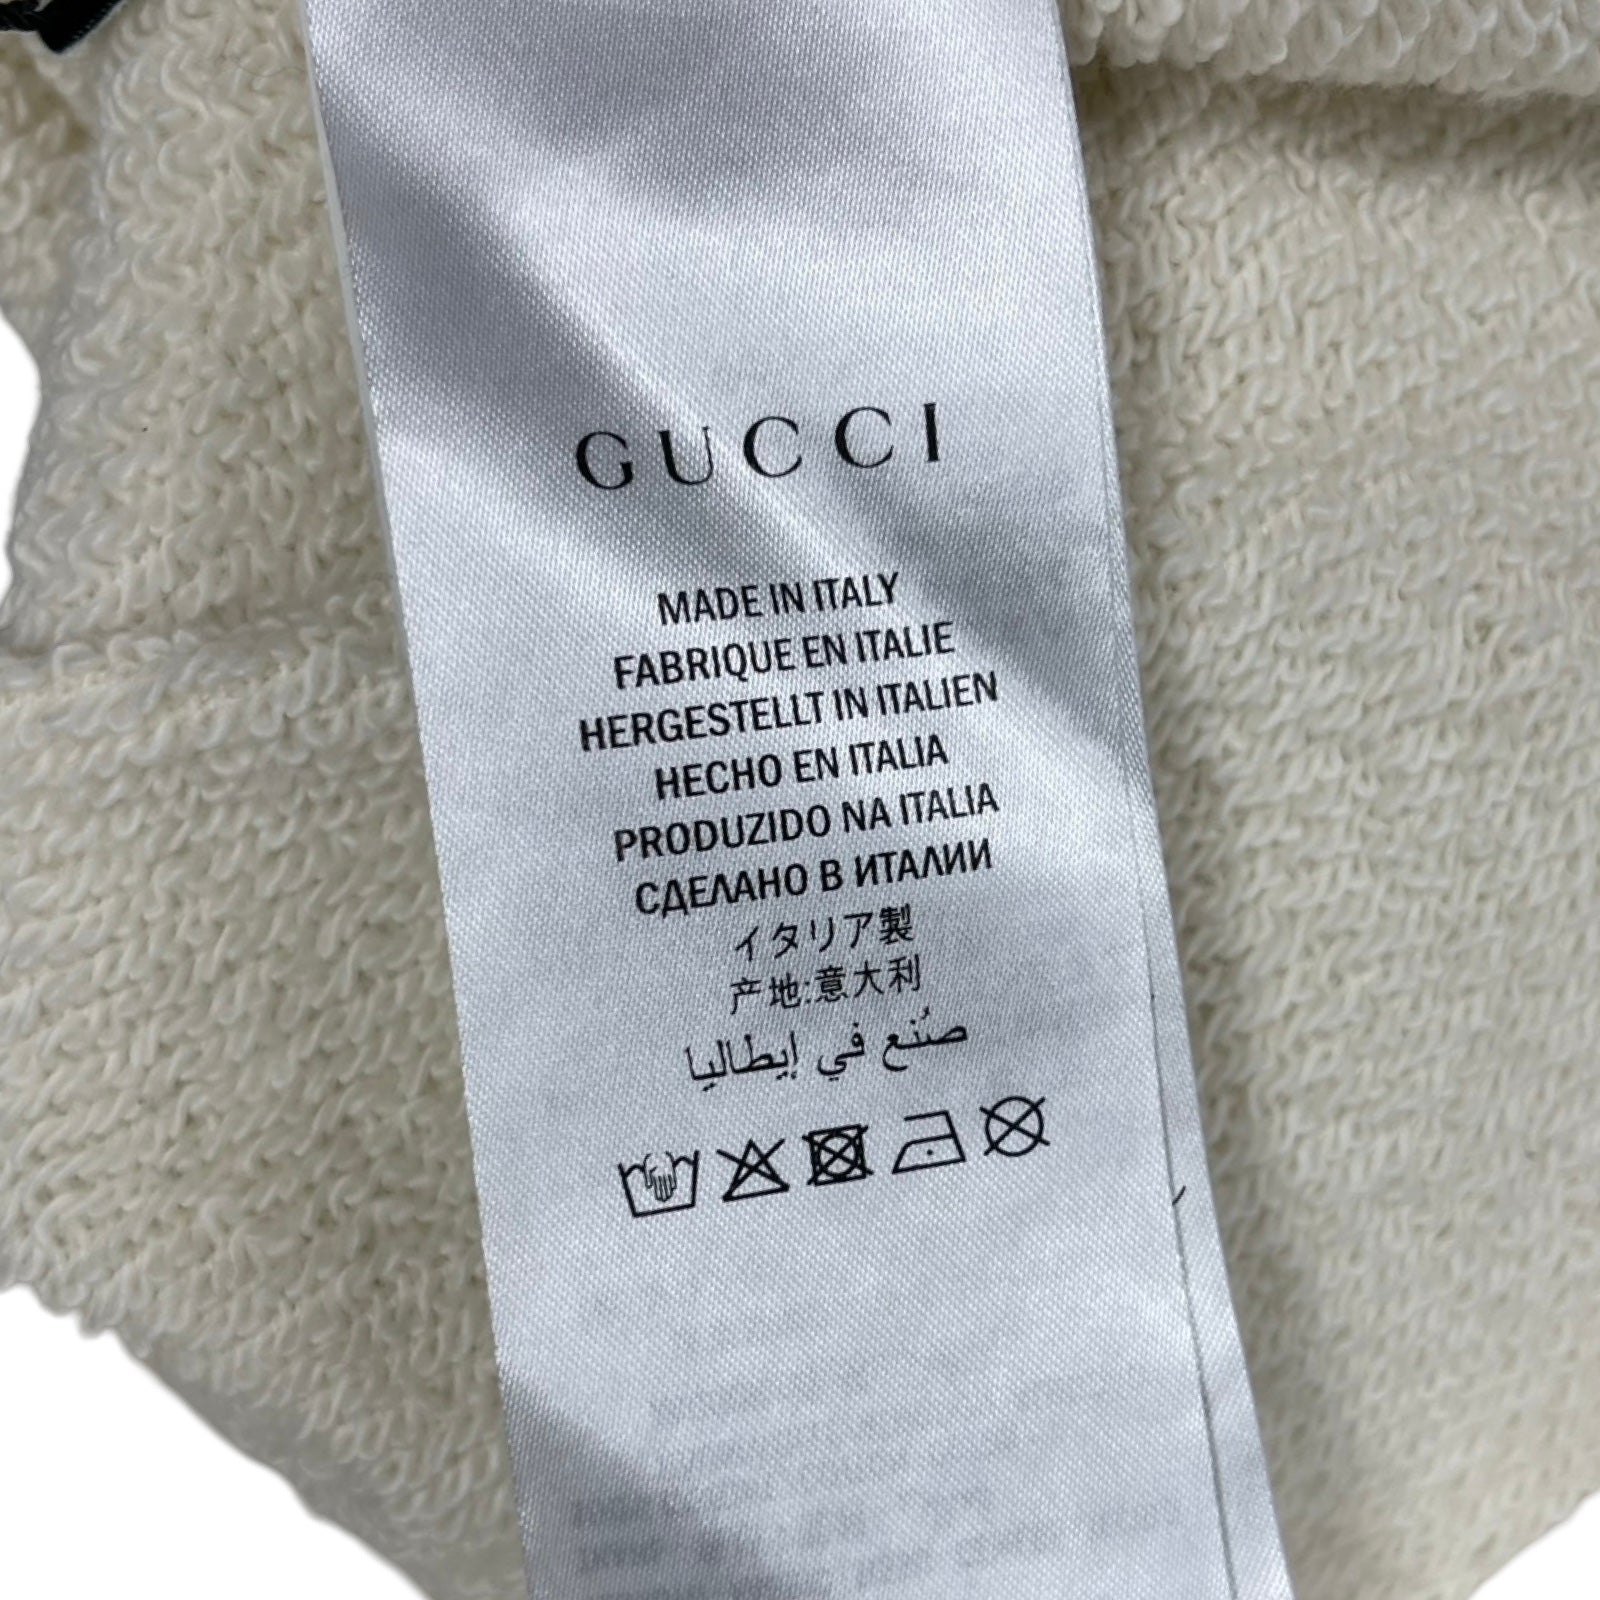 GUCCI
MADE IN ITALY
FABRIQUE EN ITALIE
HERGESTELLT IN ITALIEN
HECHO EN ITALIA
PRODUZIDO NA ITALIA
СДЕЛАНО В ИТАЛИИ
イタリア製
产地:意大利
صُنع في إيطاليا